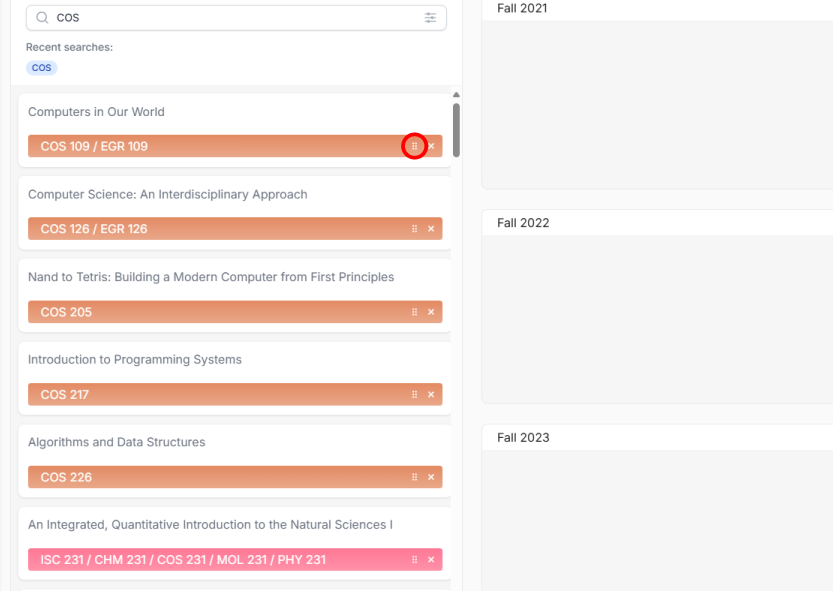 COS
Recent searches:
COS
Computers in Our World
COS 109 / EGR 109
Computer Science: An Interdisciplinary Approach
COS 126 / EGR 126
Nand to Tetris: Building a Modern Computer from First Principles
COS 205
Introduction to Programming Systems
COS 217
Algorithms and Data Structures
COS 226
An Integrated, Quantitative Introduction to the Natural Sciences I
ISC 231 / CHM 231 / COS 231 / MOL 231 / PHY 231
Fall 2021
Fall 2022
Fall 2023